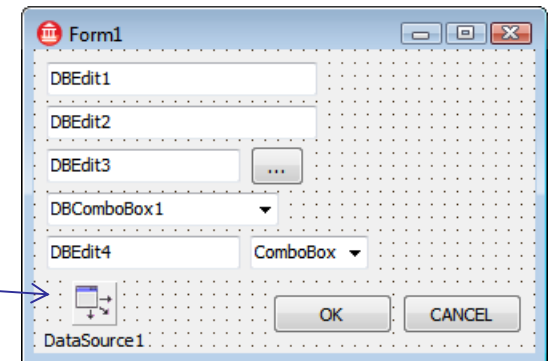 Form1
DBEdit1
DBEdit2
DBEdit3 ...
DBComboBox1
DBEdit4 ComboBox
OK CANCEL
DataSource1